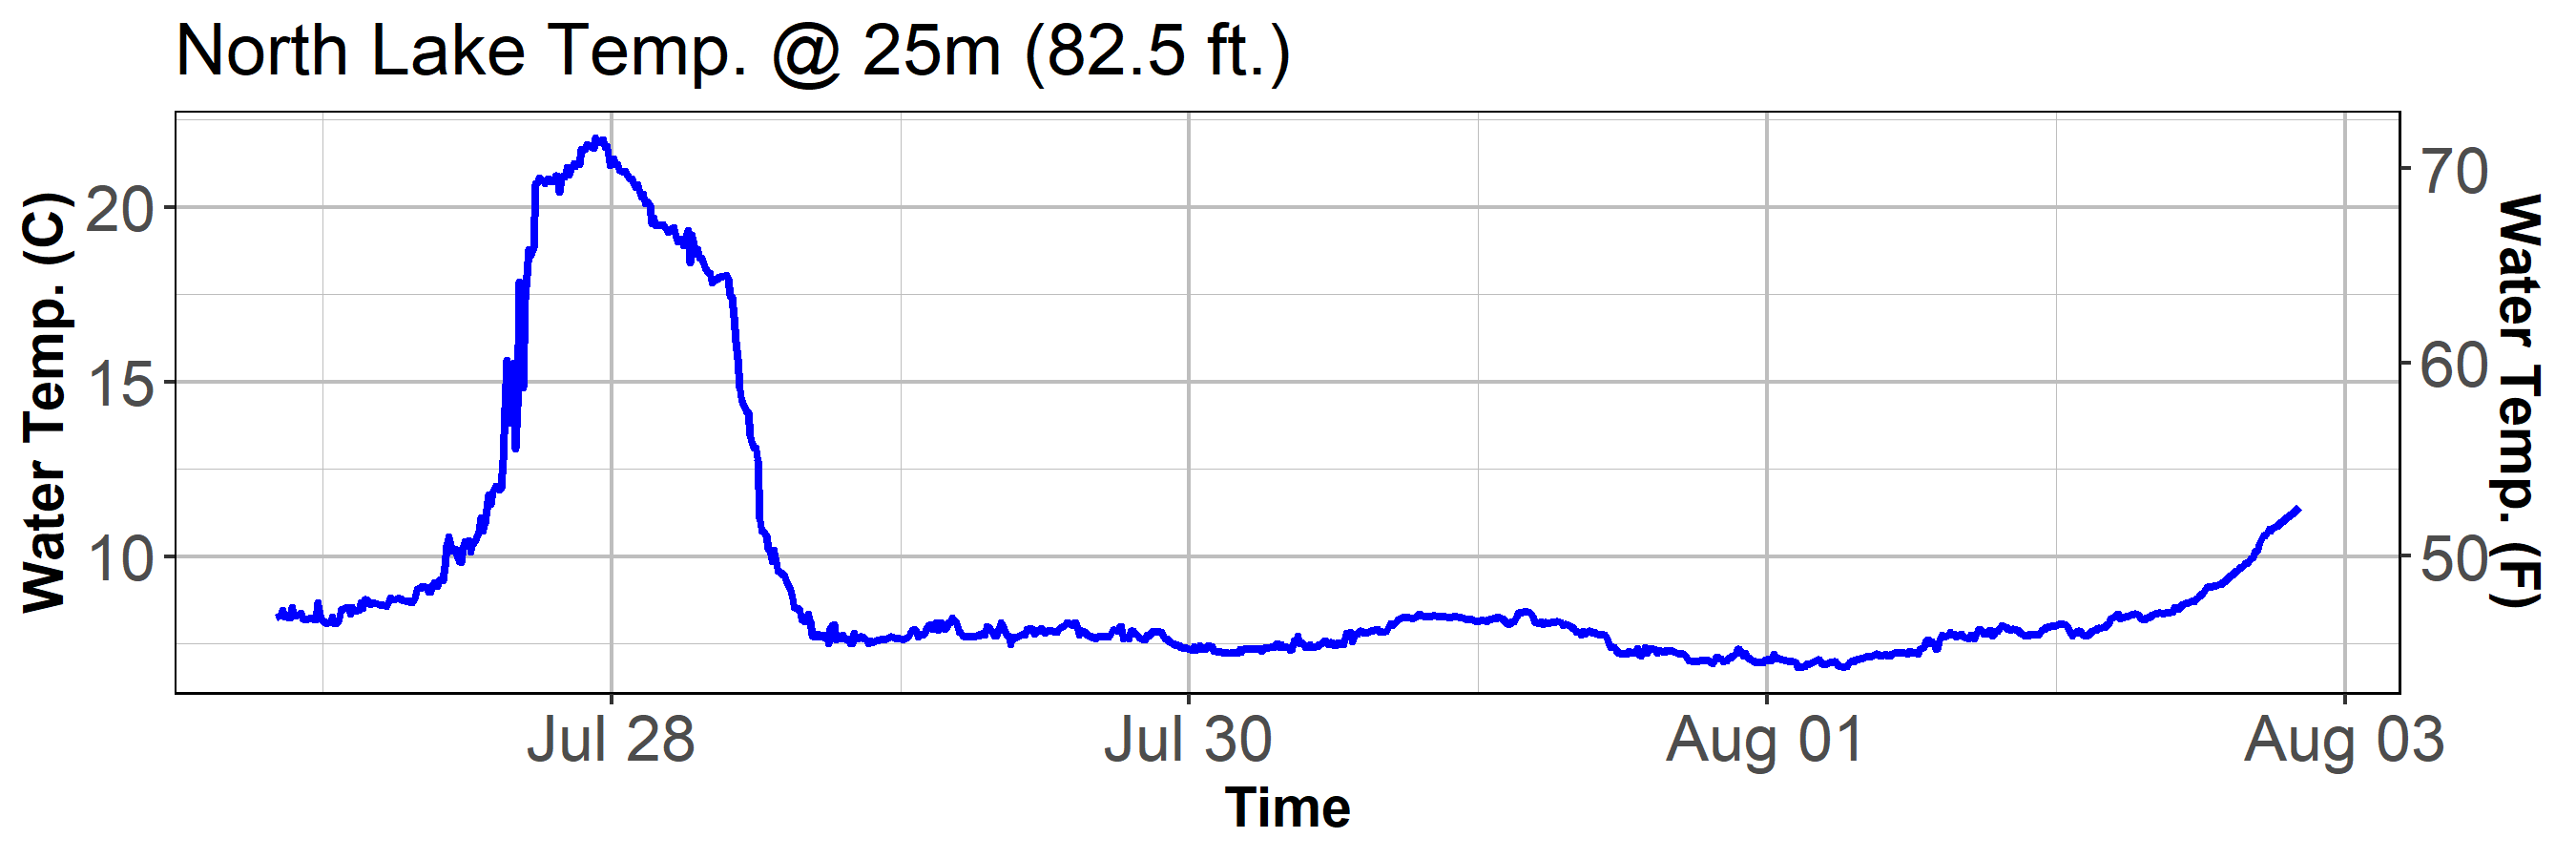 North Lake Temp. @ 25m (82.5 ft.)
Water Temp. (C)
20
15
10
70
60
50
Water Temp. (F)
Jul 28
Jul 30
Aug 01
Aug 03
Time